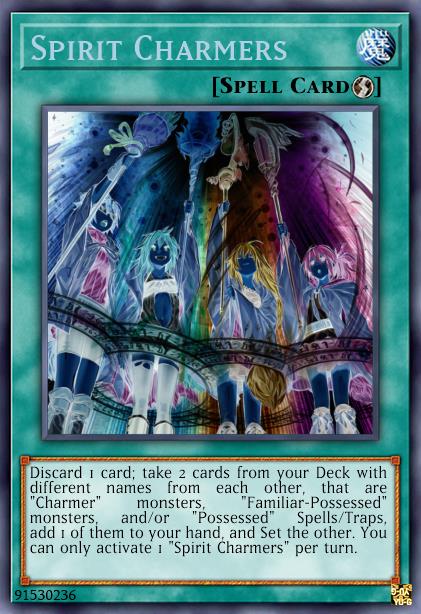 Spirit Charmers
[Spell Card]
Discard 1 card; take 2 cards from your Deck with
different names from each other, that are
"Charmer" monsters, "Familiar-Possessed"
monsters, and/or "Possessed" Spells/Traps,
add 1 of them to your hand, and Set the other. You
can only activate 1 "Spirit Charmers" per turn.
91530236